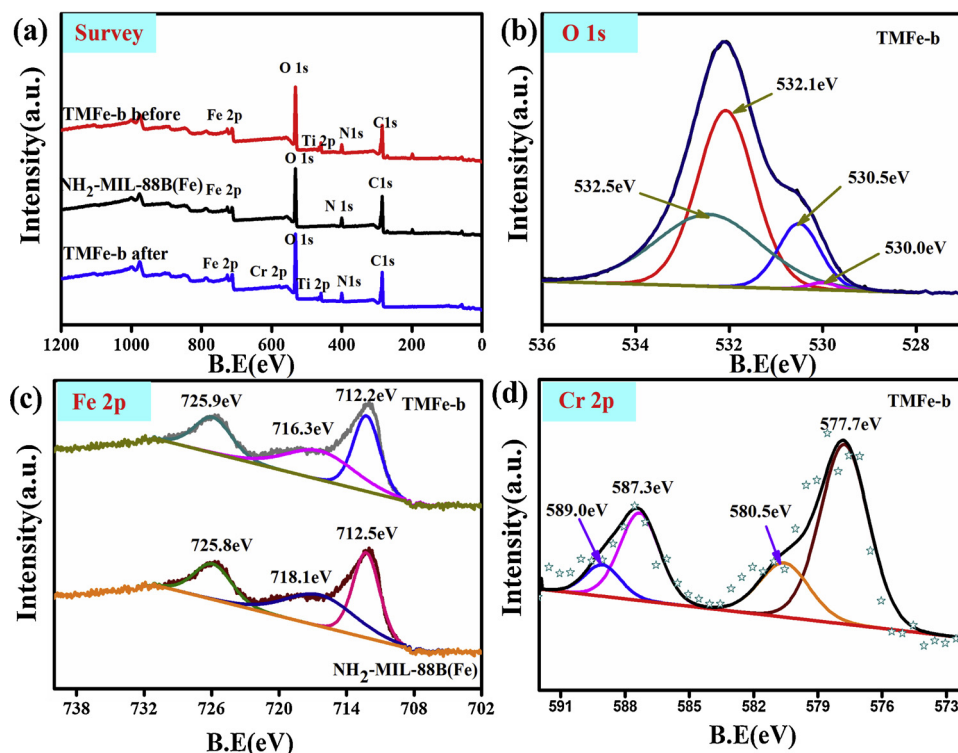 (a)
Survey
O 1s
TMFe-b before
Fe 2p
Ti 2p
N1s
C1s
NH2-MIL-88B(Fe)
Fe 2p
O 1s
N 1s
C1s
TMFe-b after
Fe 2p
Cr 2p
O 1s
Ti 2p
N1s
C1s
Intensity(a.u.)
1200 1000 800 600 400 200 0
B.E(eV)
(b)
O 1s
TMFe-b
532.1eV
532.5eV
530.5eV
530.0eV
Intensity(a.u.)
536 534 532 530 528
B.E(eV)
(c)
Fe 2p
TMFe-b
725.9eV
716.3eV
712.2eV
725.8eV
718.1eV
712.5eV
NH2-MIL-88B(Fe)
Intensity(a.u.)
738 732 726 720 714 708 702
B.E(eV)
(d)
Cr 2p
TMFe-b
577.7eV
587.3eV
589.0eV
580.5eV
Intensity(a.u.)
591 588 585 582 579 576 573
B.E(eV)